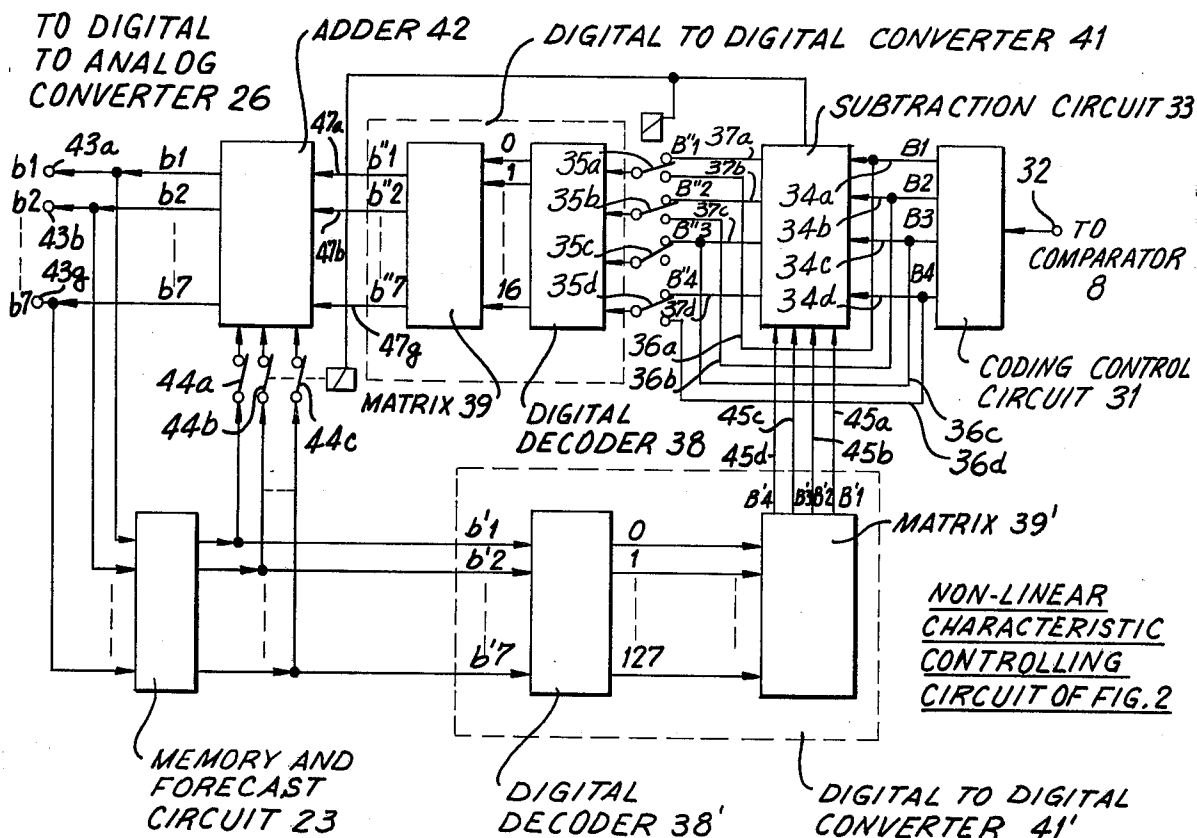 TO DIGITAL
TO ANALOG
CONVERTER 26
ADDER 42
DIGITAL TO DIGITAL CONVERTER 41
SUBTRACTION CIRCUIT 33
43a
b1
b1
47a
b"1
0
35a
B"1
37a
B1
1
37b
34a
32
b2
b2
b"2
35b
B"2
B2
43b
47b
37c
34b
TO
COMPARATOR
8
35c
B"3
B3
34c
43g
b7
b7
b"7
16
35d
B"4
B4
37d
34d
47g
36a
36b
44a
44b
44c
MATRIX 39
DIGITAL
DECODER 38
CODING CONTROL
CIRCUIT 31
45c
45a
36c
45d
45b
36d
B'4
B'3
B'2
B'1
MATRIX 39'
b'1
0
b'2
1
b'7
127
NON-LINEAR
CHARACTERISTIC
CONTROLLING
CIRCUIT OF FIG. 2
MEMORY AND
FORECAST
CIRCUIT 23
DIGITAL
DECODER 38'
DIGITAL TO DIGITAL
CONVERTER 41'